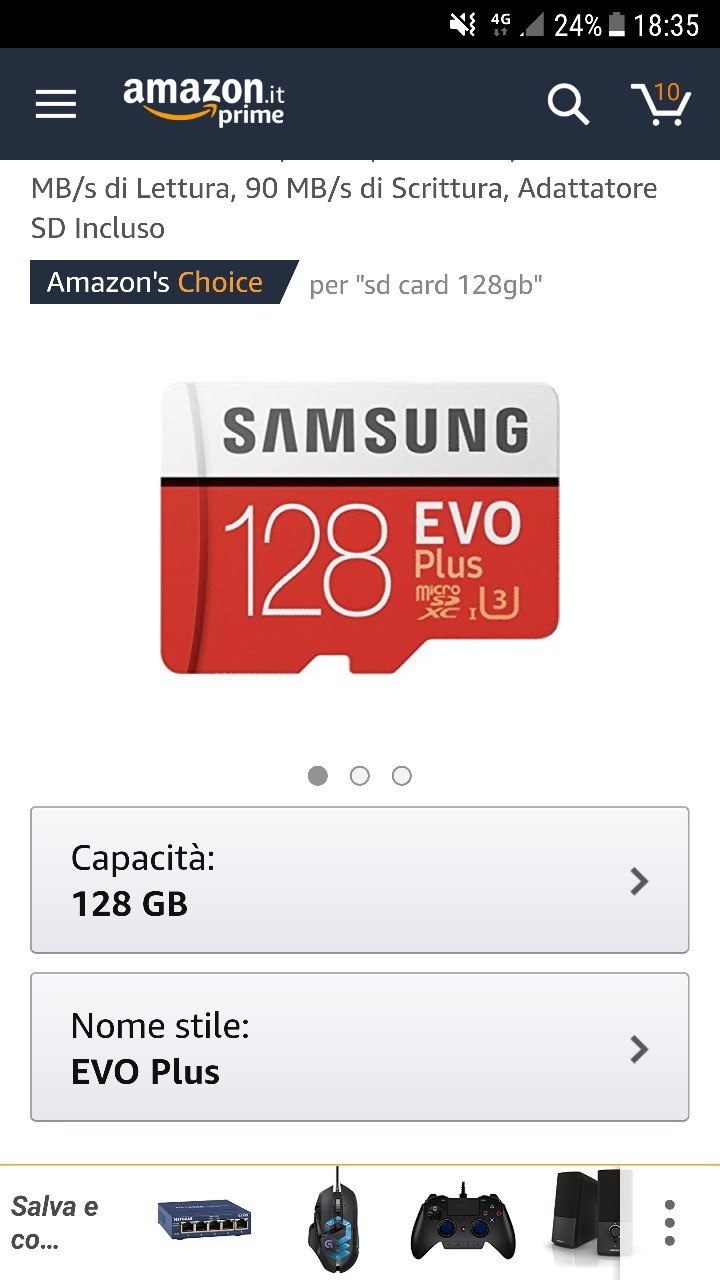 4G 24% 18:35
amazon.it
prime
10
MB/s di Lettura, 90 MB/s di Scrittura, Adattatore
SD Incluso
Amazon's Choice per "sd card 128gb"
SAMSUNG
128 EVO
Plus
micro
SD
XC I U3
Capacità:
128 GB
Nome stile:
EVO Plus
Salva e
co...
NETGEAR
G